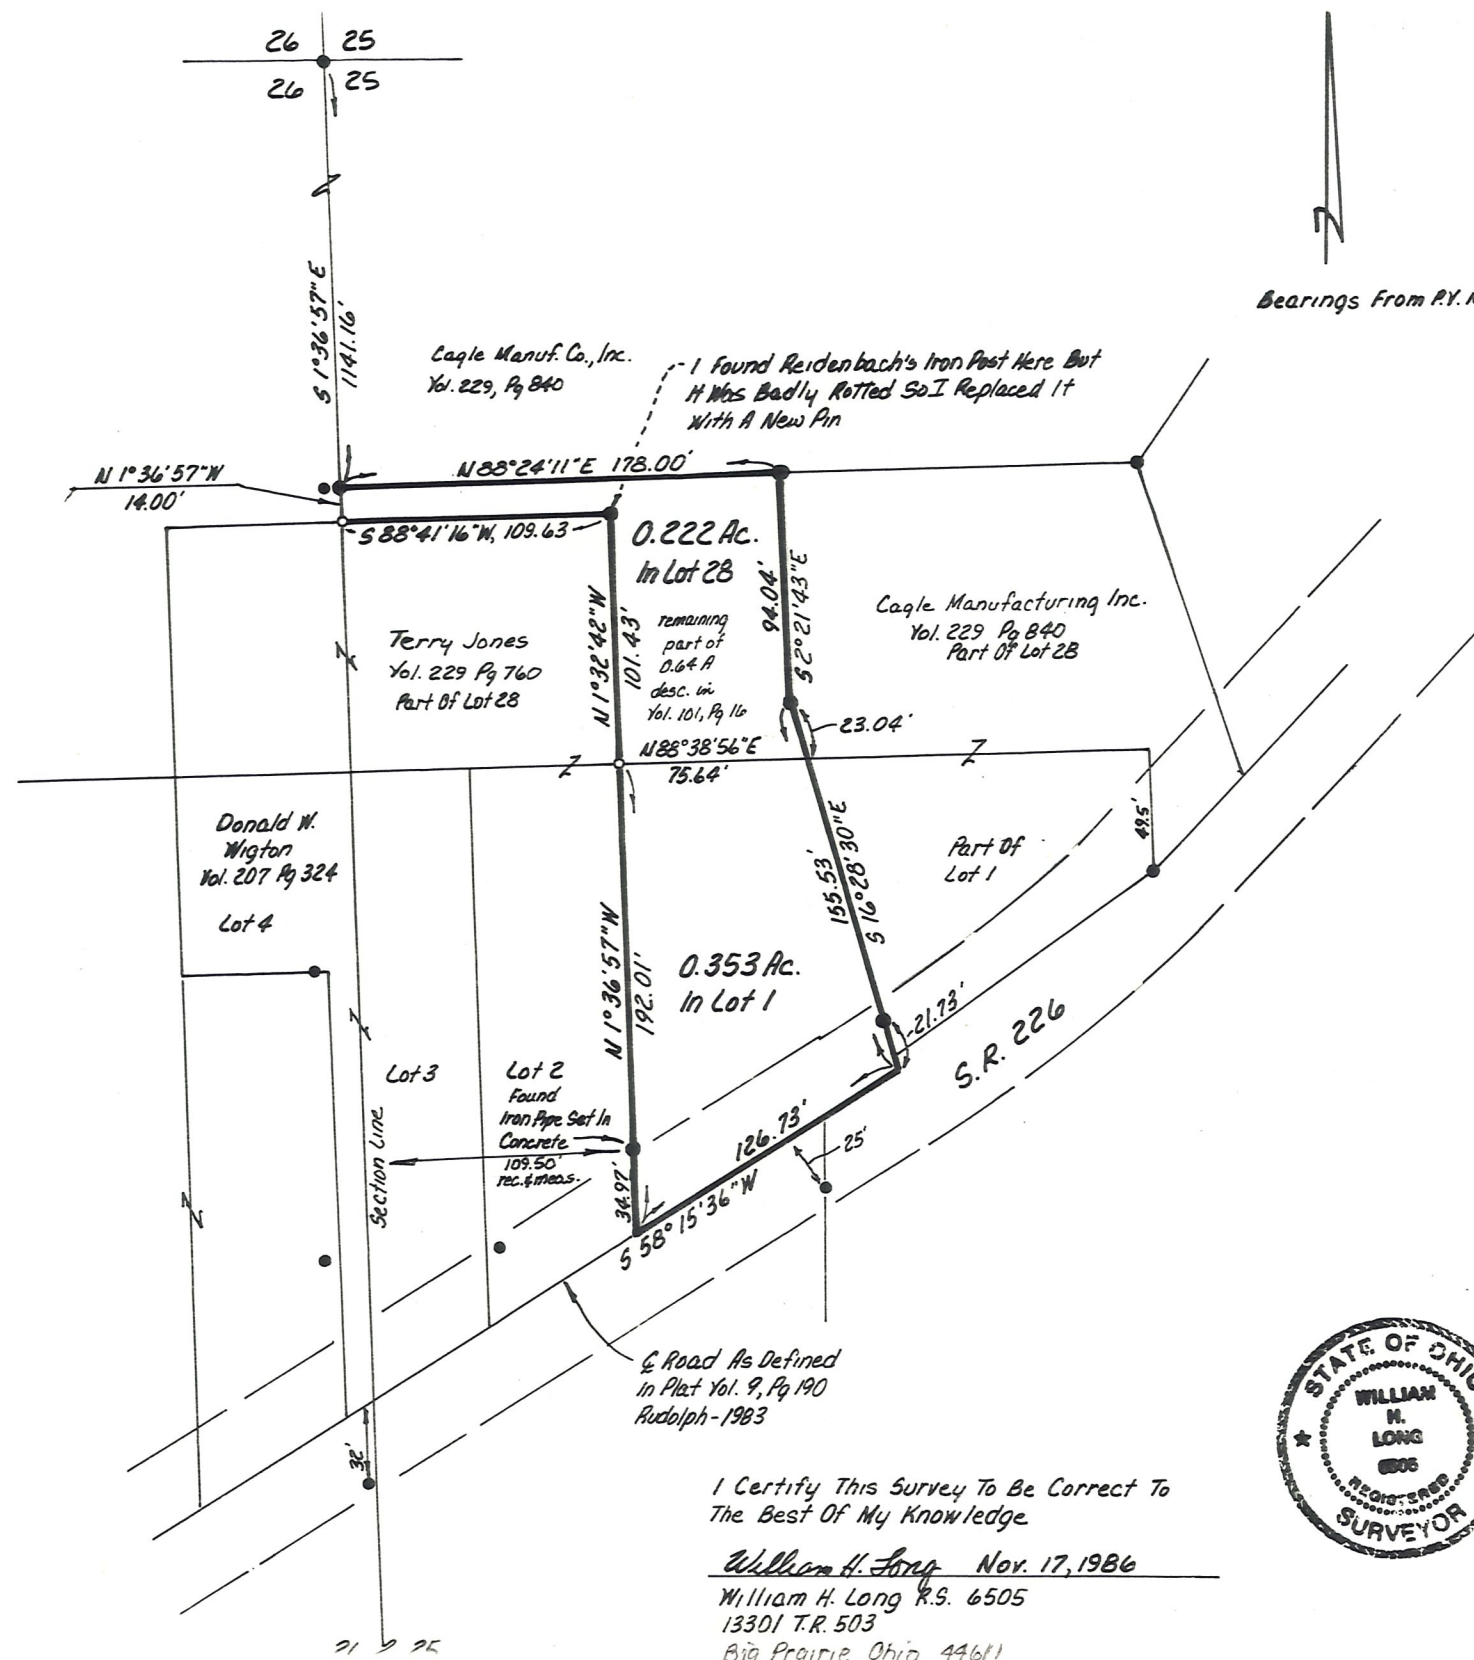 26 25
26 25
S 1°36'57"E
1141.16'
Bearings From P.Y.
Cagle Manuf. Co., Inc.
Vol. 229, Pg 840
I Found Reidenbach's Iron Post Here But
It Was Badly Rotted So I Replaced It
With A New Pin
N 1°36'57"W
14.00'
N88°24'11"E 178.00'
S88°41'16"W, 109.63
0.222 Ac.
In Lot 28
94.04'
S2°21'43"E
N1°32'42"W
101.43'
remaining
part of
0.64 A
desc. in
Vol. 101, Pg 16
Terry Jones
Vol. 229 Pg 760
Part Of Lot 28
Cagle Manufacturing Inc.
Vol. 229 Pg 840
Part Of Lot 28
23.04'
N88°38'56"E
75.64'
49.5'
Donald W.
Wigton
Vol. 207 Pg 324
Lot 4
155.53'
S 16°28'30"E
Part Of
Lot 1
N 1°36'57"W
192.01'
0.353 Ac.
In Lot 1
21.73'
S.R. 226
Lot 3
Lot 2
Found
Iron Pipe Set In
Concrete
109.50'
rec. & meas.
Section Line
34.97'
126.73'
S 58°15'36"W
25'
℄ Road As Defined
In Plat Vol. 9, Pg 190
Rudolph-1983
32'
STATE OF OHIO
WILLIAM
H.
LONG
6505
REGISTERED
SURVEYOR
I Certify This Survey To Be Correct To
The Best Of My Knowledge
William H. Long Nov. 17, 1986
William H. Long R.S. 6505
13301 T.R. 503
Big Prairie Ohio 44611
25